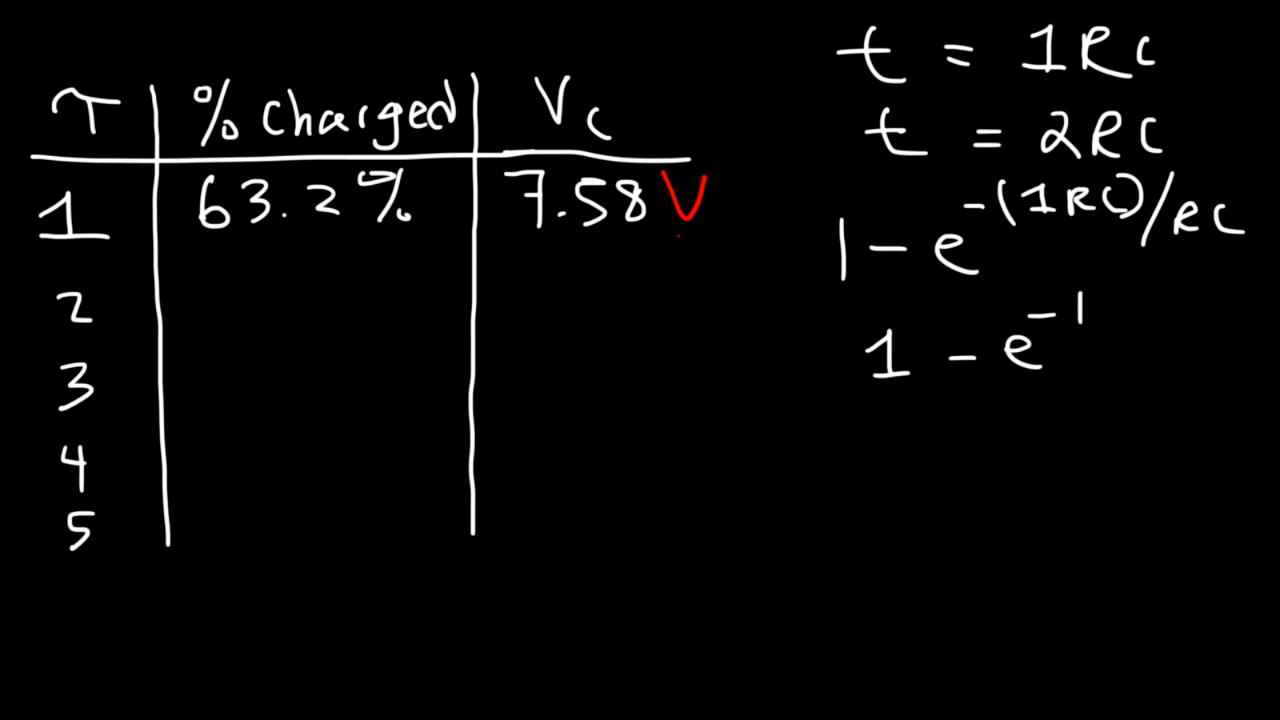 τ % charged Vc
1 63.2% 7.58 V
2
3
4
5
t = 1RC
t = 2RC
1 - e^-(1RC)/RC
1 - e^-1